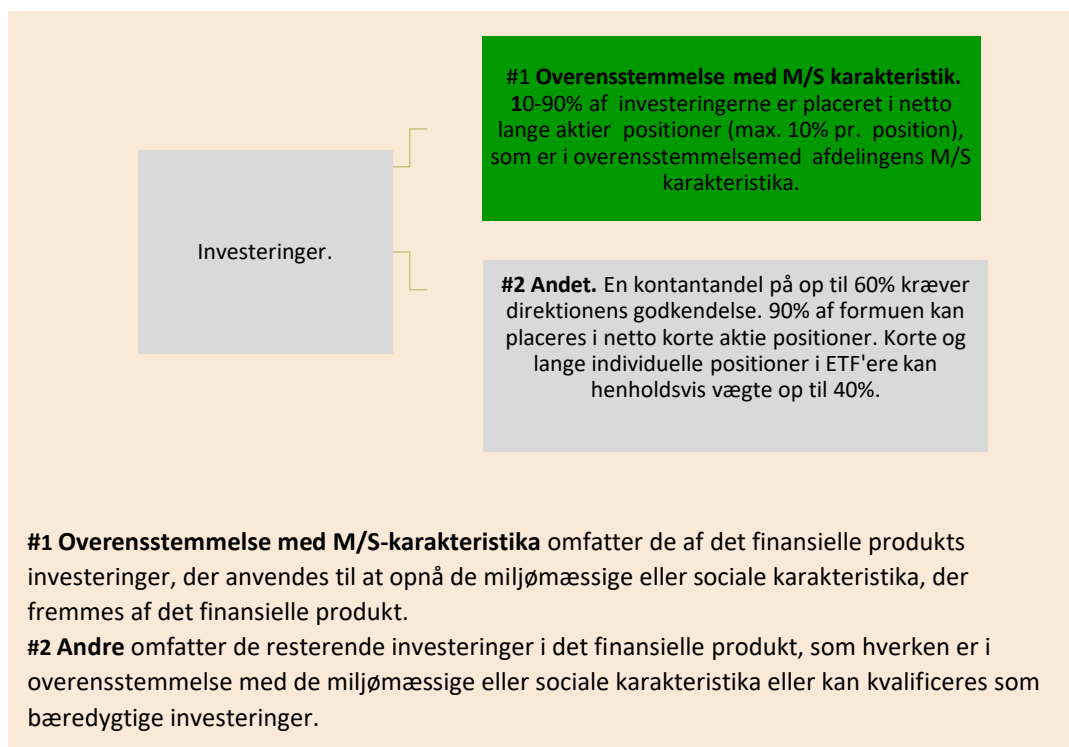 #1 Overensstemmelse med M/S karakteristik.
10-90% af investeringerne er placeret i netto
lange aktier positioner (max. 10% pr. position),
som er i overensstemmelsemed afdelingens M/S
karakteristika.
Investeringer.
#2 Andet. En kontantandel på op til 60% kræver
direktionens godkendelse. 90% af formuen kan
placeres i netto korte aktie positioner. Korte og
lange individuelle positioner i ETF'ere kan
henholdsvis vægte op til 40%.
#1 Overensstemmelse med M/S-karakteristika omfatter de af det finansielle produkts
investeringer, der anvendes til at opnå de miljømæssige eller sociale karakteristika, der
fremmes af det finansielle produkt.
#2 Andre omfatter de resterende investeringer i det finansielle produkt, som hverken er i
overensstemmelse med de miljømæssige eller sociale karakteristika eller kan kvalificeres som
bæredygtige investeringer.